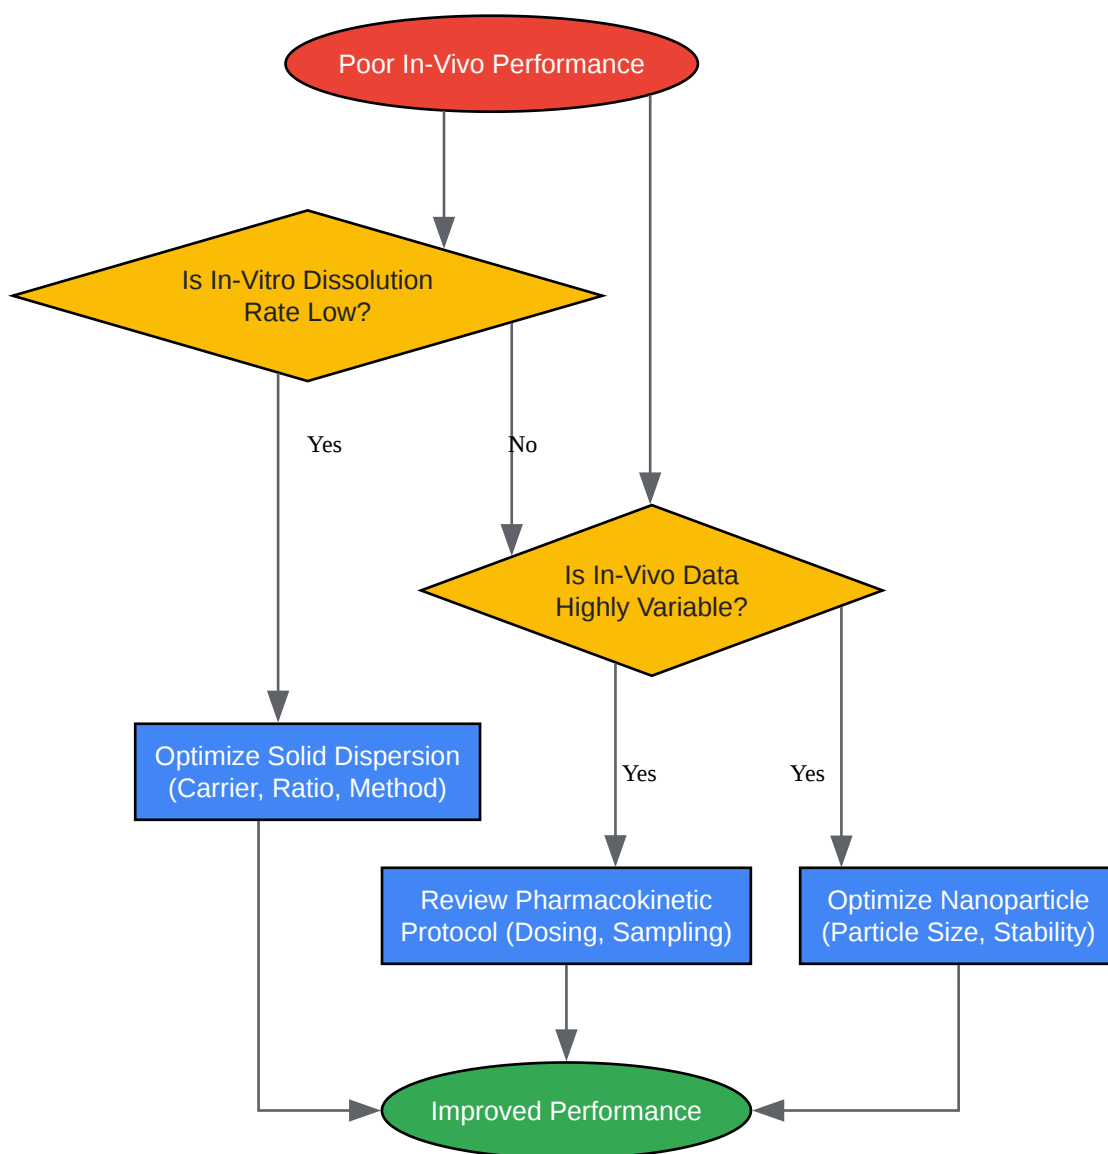 Poor In-Vivo Performance
Is In-Vitro Dissolution
Rate Low?
Yes
No
Is In-Vivo Data
Highly Variable?
Optimize Solid Dispersion
(Carrier, Ratio, Method)
Yes
Yes
Review Pharmacokinetic
Protocol (Dosing, Sampling)
Optimize Nanoparticle
(Particle Size, Stability)
Improved Performance